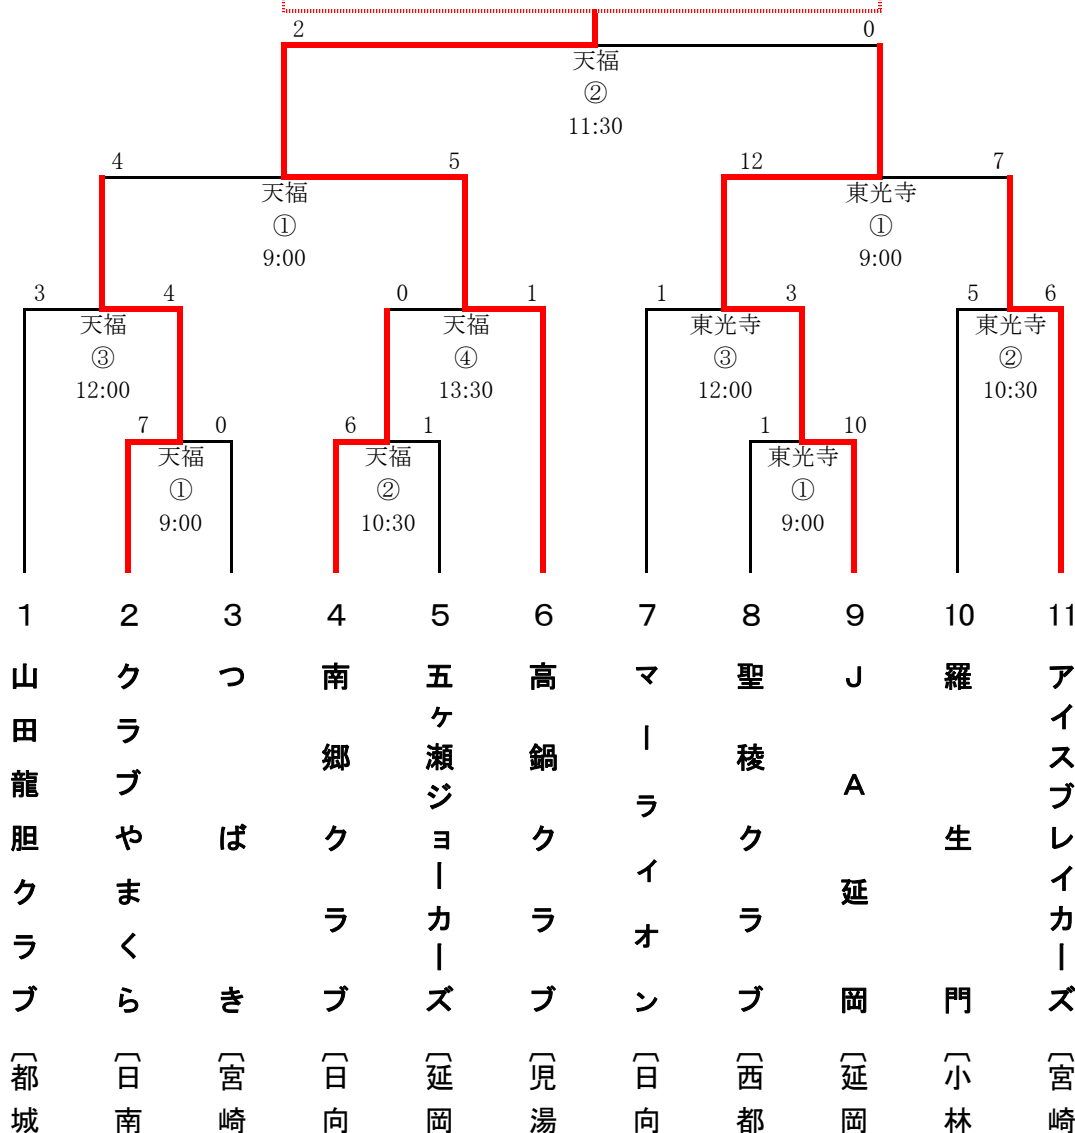 2 0
天福
②
11:30
4 5 12 7
天福 東光寺
① ①
9:00 9:00
3 4 0 1 1 3 5 6
天福 天福 東光寺 東光寺
③ ④ ③ ②
12:00 13:30 12:00 10:30
7 0 6 1 1 10
天福 天福 東光寺
① ② ①
9:00 10:30 9:00
1 2 3 4 5 6 7 8 9 10 11
山田龍胆クラブ
クラブやまくら
つばき
南郷クラブ
五ヶ瀬ジョーカーズ
高鍋クラブ
マーライオン
聖稜クラブ
JA延岡
羅生門
アイスブレイカーズ
(都城
(日南
(宮崎
(日向
(延岡
(児湯
(日向
(西都
(延岡
(小林
(宮崎